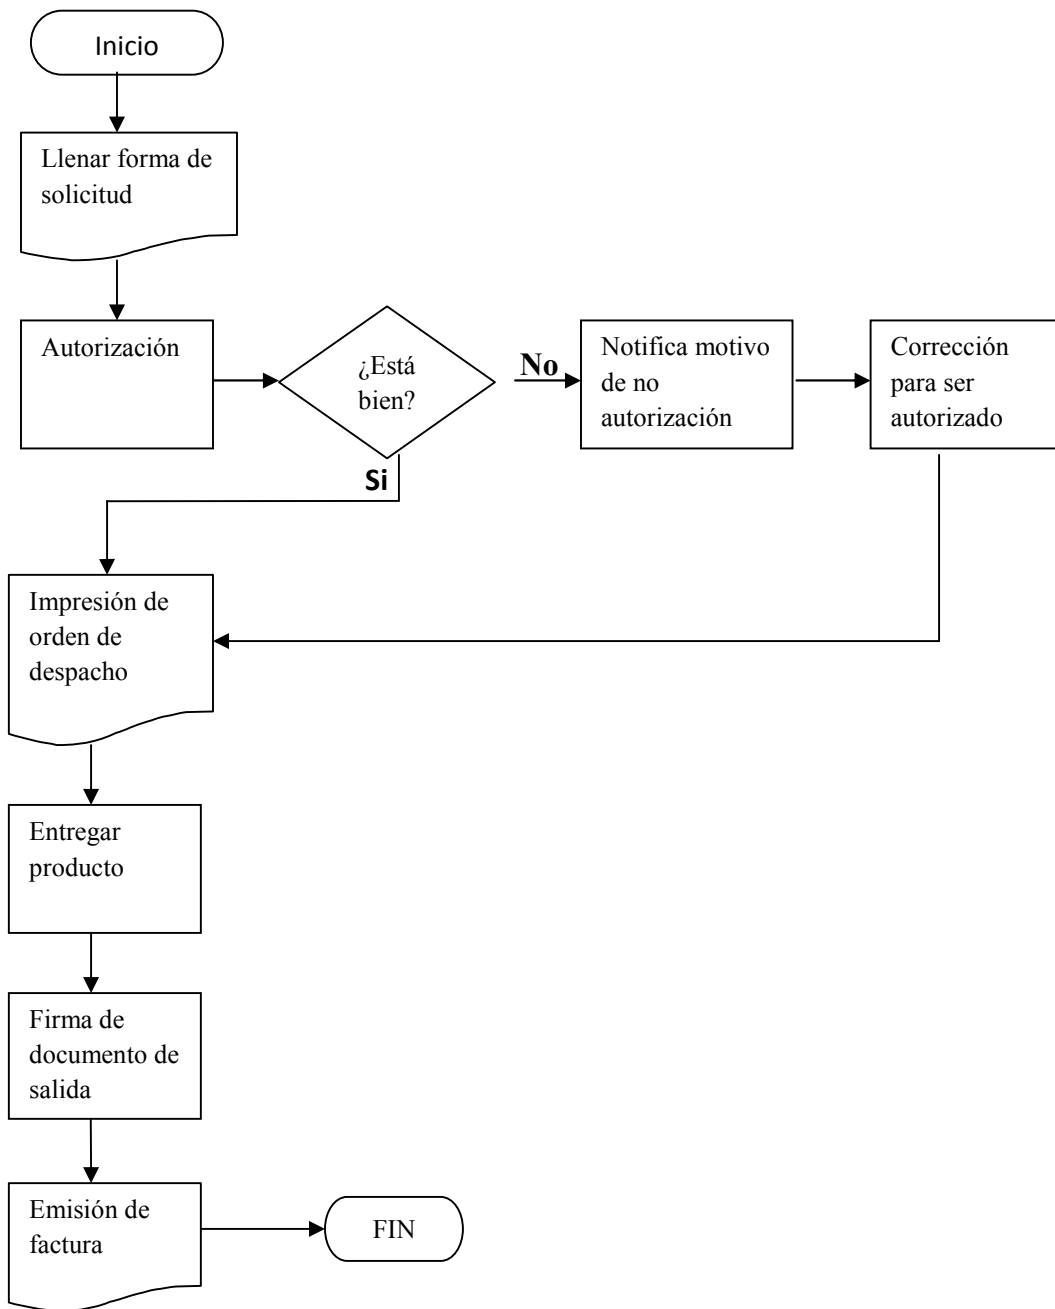 Inicio
Llenar forma de
solicitud
Autorización
¿Está
bien?
No
Notifica motivo
de no
autorización
Corrección
para ser
autorizado
Si
Impresión de
orden de
despacho
Entregar
producto
Firma de
documento de
salida
Emisión de
factura
FIN